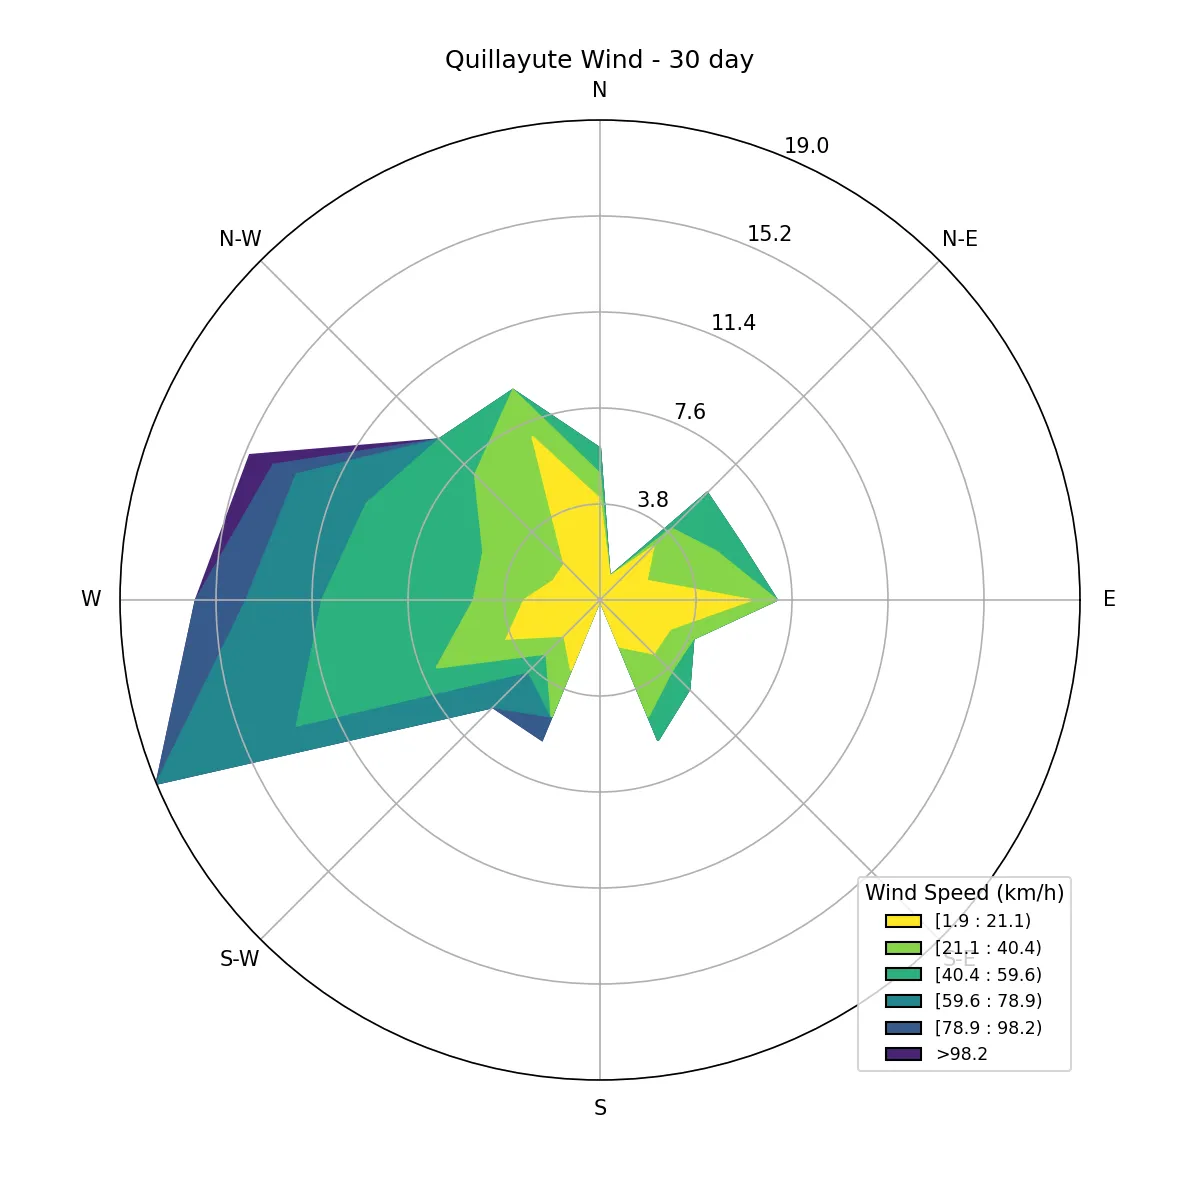 Quillayute Wind - 30 day
N
19.0
15.2
N-W
N-E
11.4
7.6
3.8
W
E
Wind Speed (km/h)
[1.9 : 21.1)
[21.1 : 40.4)
S-W
S-E
[40.4 : 59.6)
[59.6 : 78.9)
[78.9 : 98.2)
>98.2
S